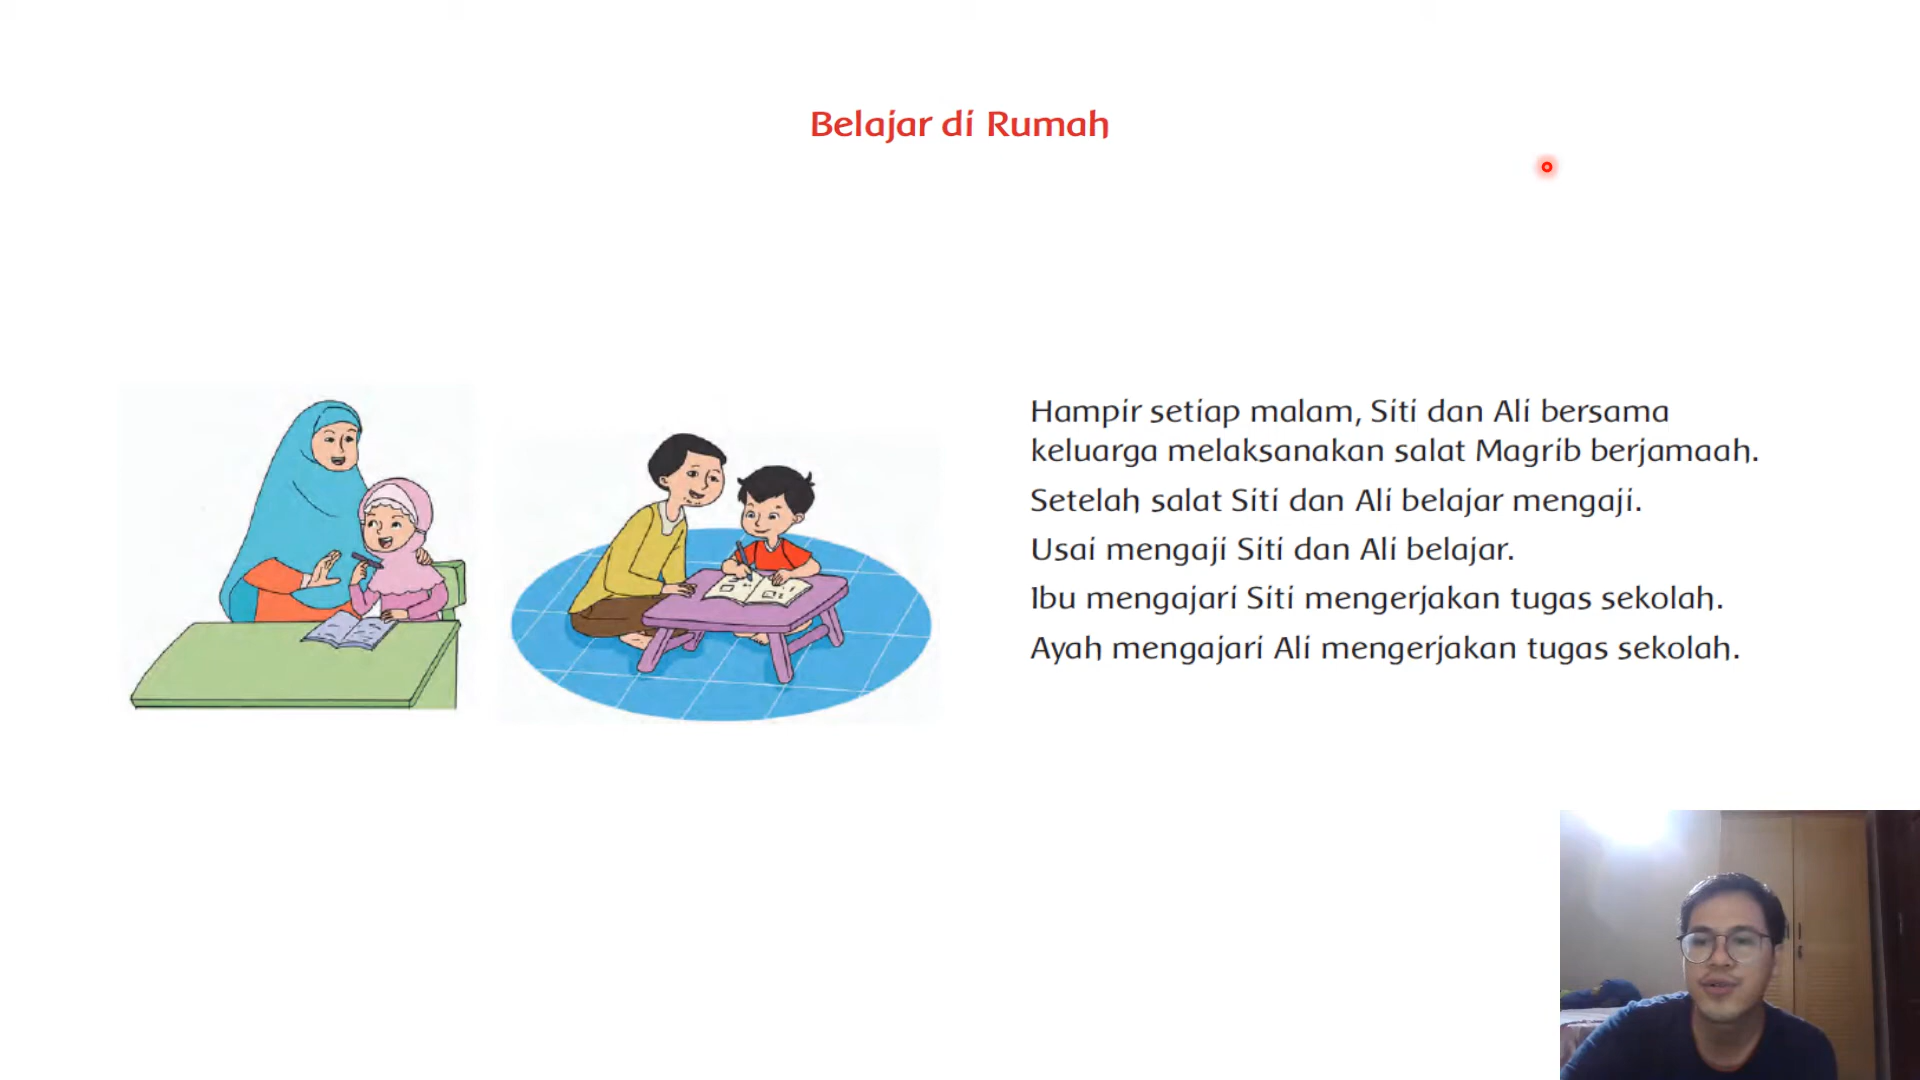 Belajar di Rumah
Hampir setiap malam, Siti dan Ali bersama
keluarga melaksanakan salat Magrib berjamaah.
Setelah salat Siti dan Ali belajar mengaji.
Usai mengaji Siti dan Ali belajar.
Ibu mengajari Siti mengerjakan tugas sekolah.
Ayah mengajari Ali mengerjakan tugas sekolah.